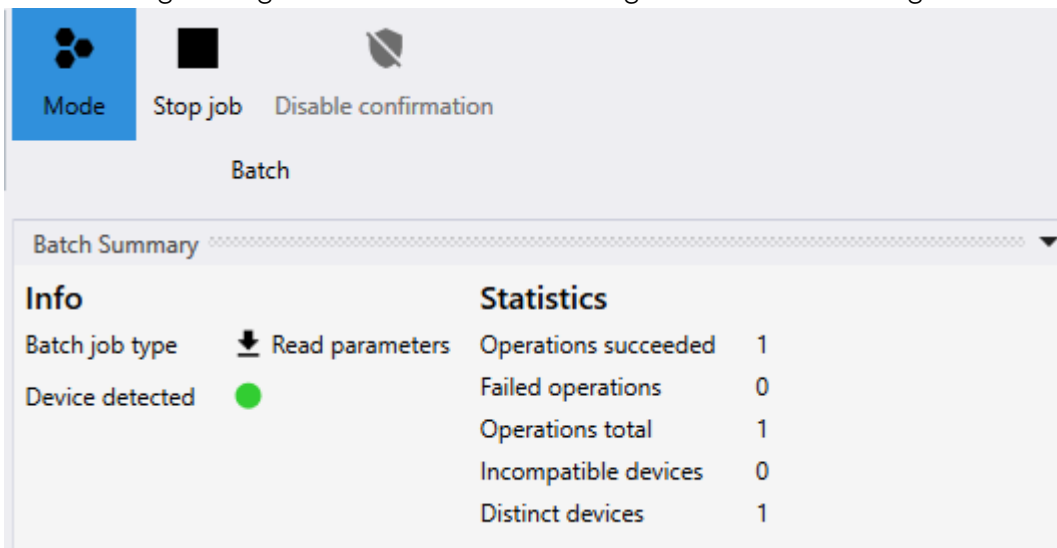 Mode Stop job Disable confirmation
Batch
Batch Summary
Info Statistics
Batch job type Read parameters Operations succeeded 1
Device detected Failed operations 0
Operations total 1
Incompatible devices 0
Distinct devices 1